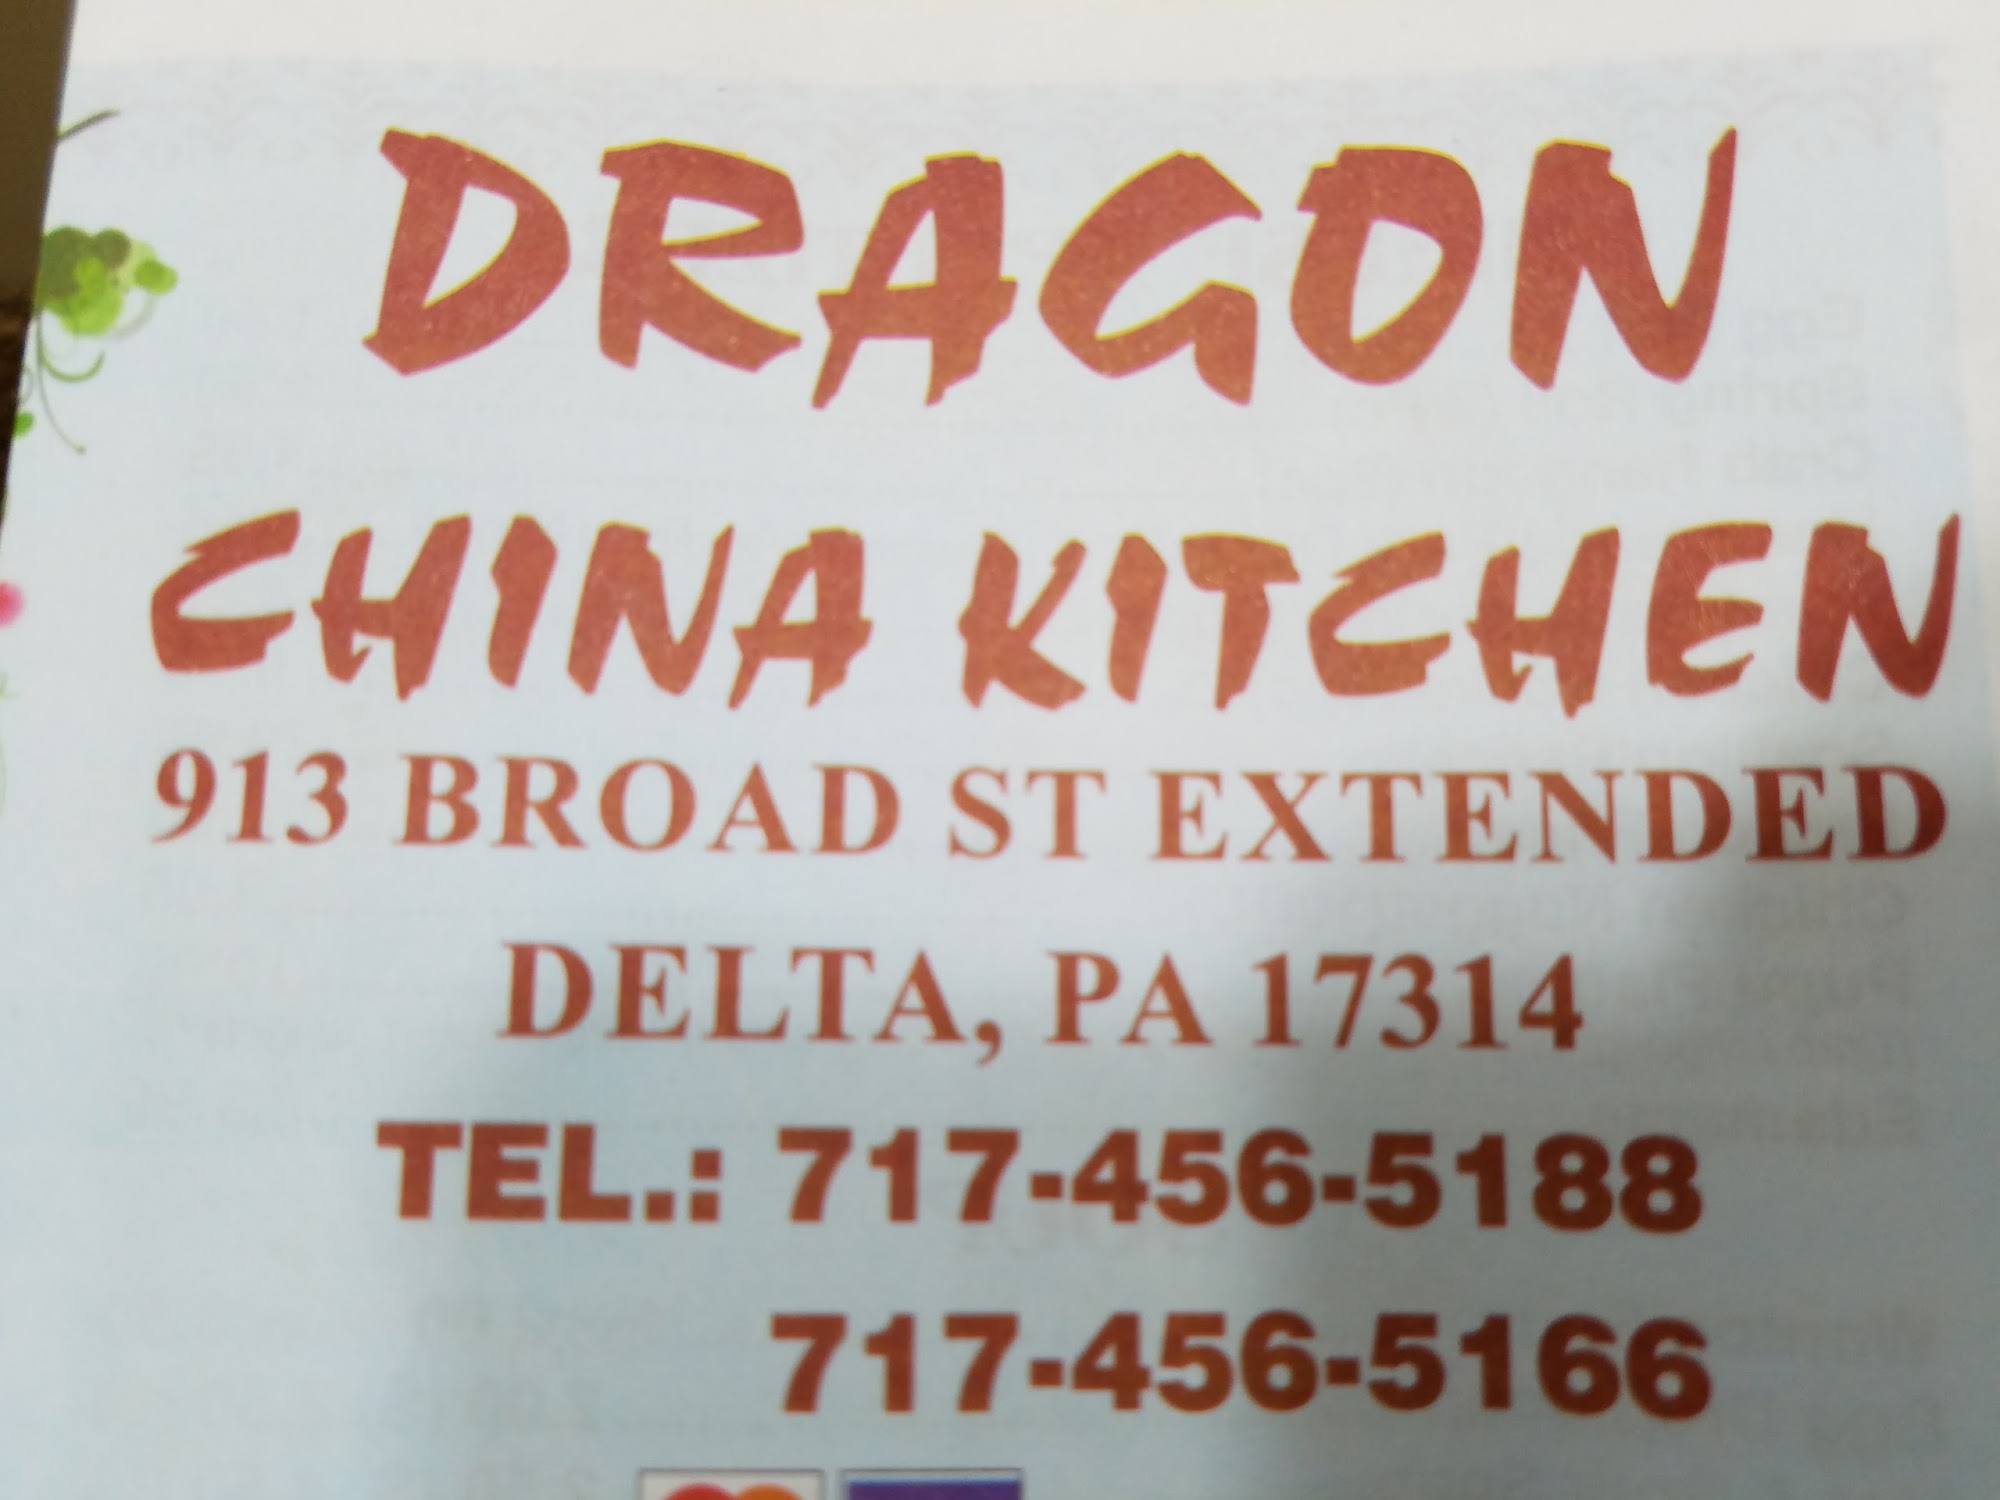 DRAGON
CHINA KITCHEN
913 BROAD ST EXTENDED
DELTA, PA 17314
TEL.: 717-456-5188
717-456-5166